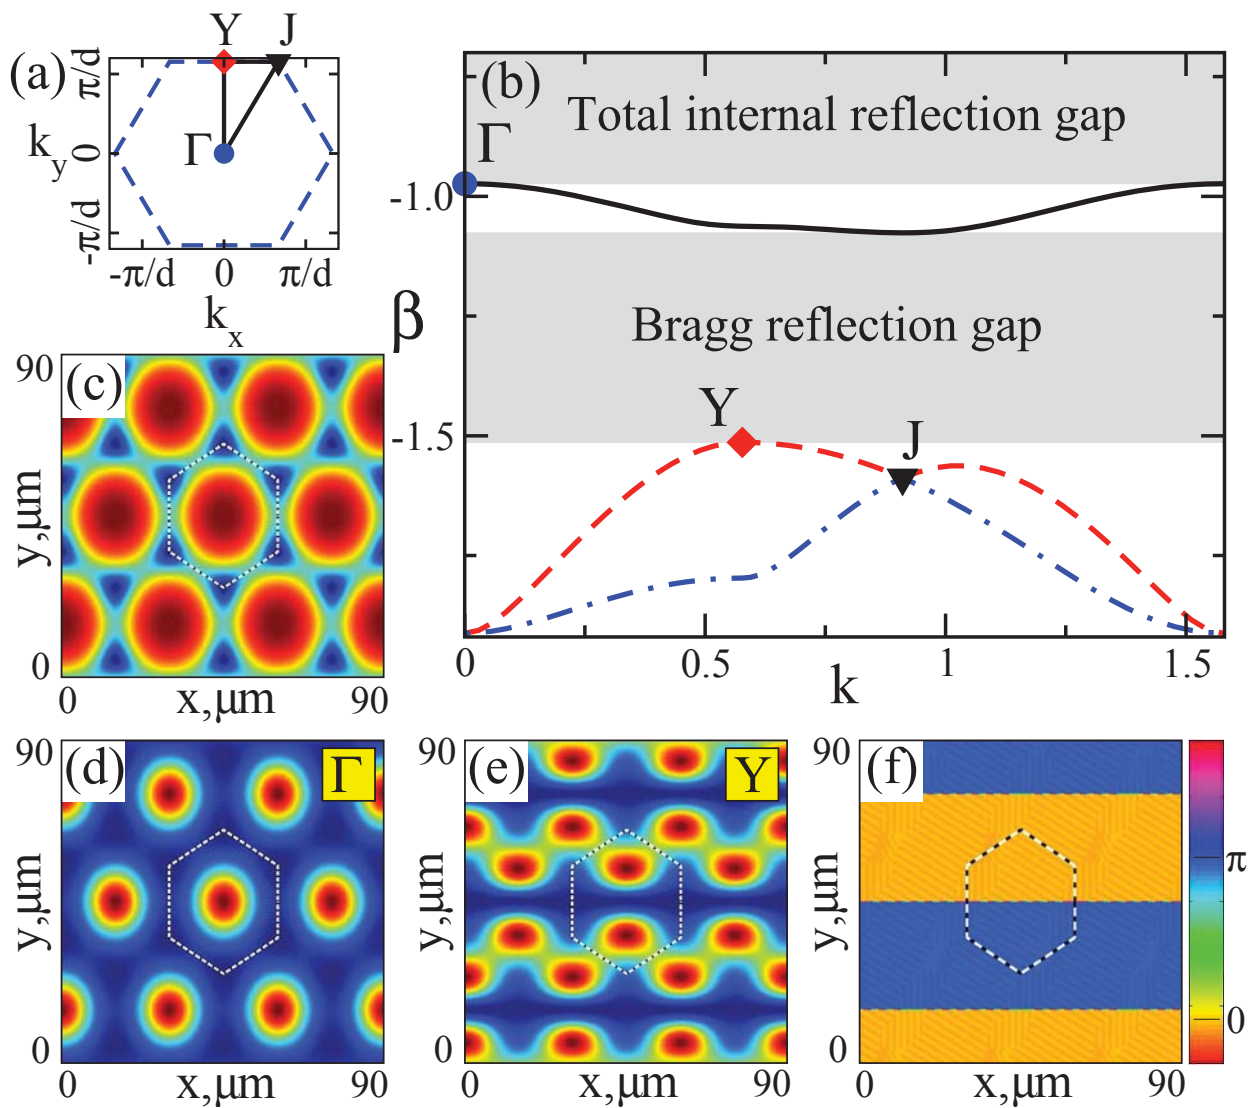 (a)
Y
J
Γ
π/d
0
-π/d
k_y
-π/d
0
π/d
k_x
(b)
Total internal reflection gap
Γ
-1.0
β
Bragg reflection gap
Y
-1.5
J
0
0.5
1
1.5
k
(c)
90
y,μm
0
0
x,μm
90
(d)
Γ
90
y,μm
0
0
x,μm
90
(e)
Y
90
y,μm
0
0
x,μm
90
(f)
90
y,μm
0
0
x,μm
90
π
0